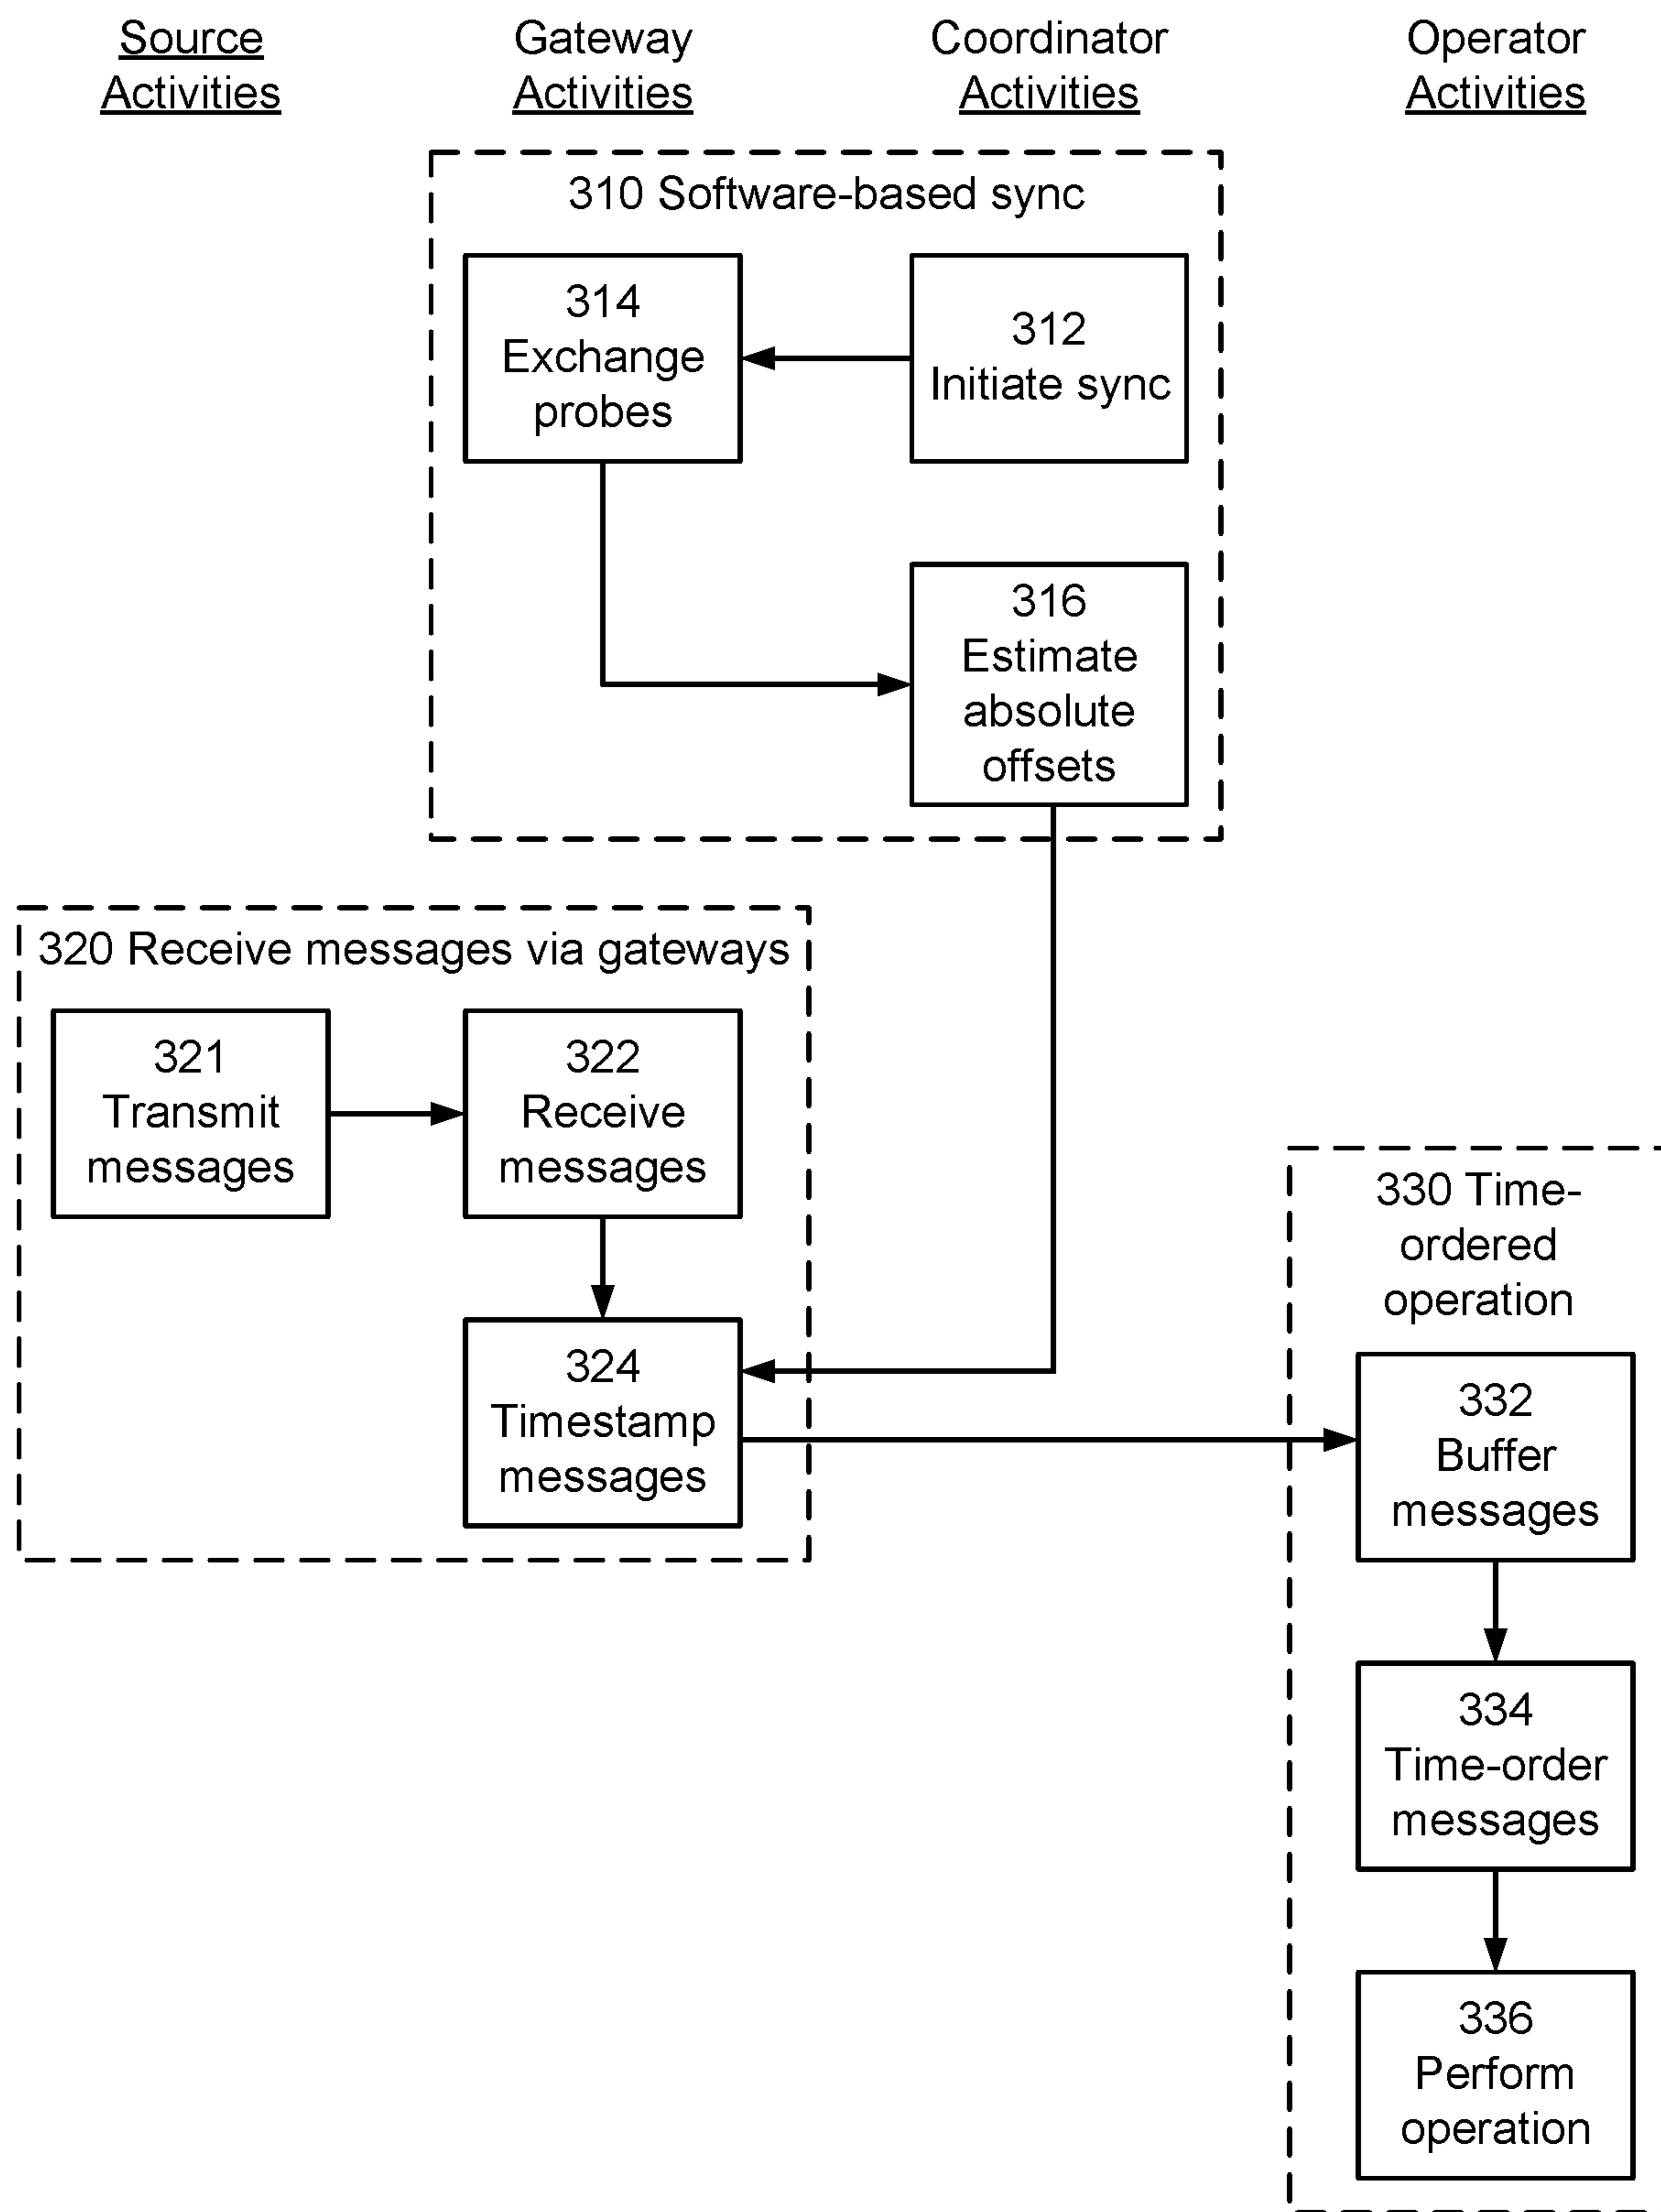 Source
Activities
Gateway
Activities
Coordinator
Activities
Operator
Activities
310 Software-based sync
314
Exchange
probes
312
Initiate sync
316
Estimate
absolute
offsets
320 Receive messages via gateways
321
Transmit
messages
322
Receive
messages
324
Timestamp
messages
330 Time-
ordered
operation
332
Buffer
messages
334
Time-order
messages
336
Perform
operation